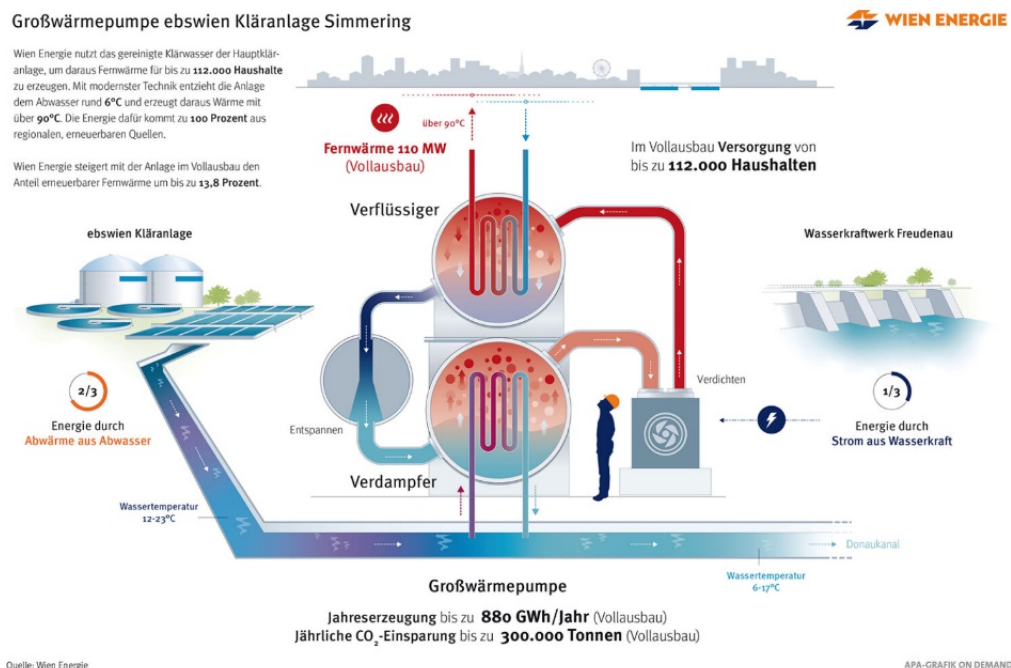 Großwärmepumpe ebswien Kläranlage Simmering
WIEN ENERGIE
Wien Energie nutzt das gereinigte Klärwasser der Hauptklär-
anlage, um daraus Fernwärme für bis zu 112.000 Haushalte
zu erzeugen. Mit modernster Technik entzieht die Anlage
dem Abwasser rund 6°C und erzeugt daraus Wärme mit
über 90°C. Die Energie dafür kommt zu 100 Prozent aus
regionalen, erneuerbaren Quellen.
Wien Energie steigert mit der Anlage im Vollausbau den
Anteil erneuerbarer Fernwärme um bis zu 13,8 Prozent.
über 90°C
Fernwärme 110 MW
(Vollausbau)
Im Vollausbau Versorgung von
bis zu 112.000 Haushalten
Verflüssiger
ebswien Kläranlage
Wasserkraftwerk Freudenau
2/3
Energie durch
Abwärme aus Abwasser
Entspannen
Verdichten
1/3
Energie durch
Strom aus Wasserkraft
Verdampfer
Wassertemperatur
12-23°C
Donaukanal
Wassertemperatur
6-17°C
Großwärmepumpe
Jahreserzeugung bis zu 880 GWh/Jahr (Vollausbau)
Jährliche CO₂-Einsparung bis zu 300.000 Tonnen (Vollausbau)
Quelle: Wien Energie
APA-GRAFIK ON DEMAND